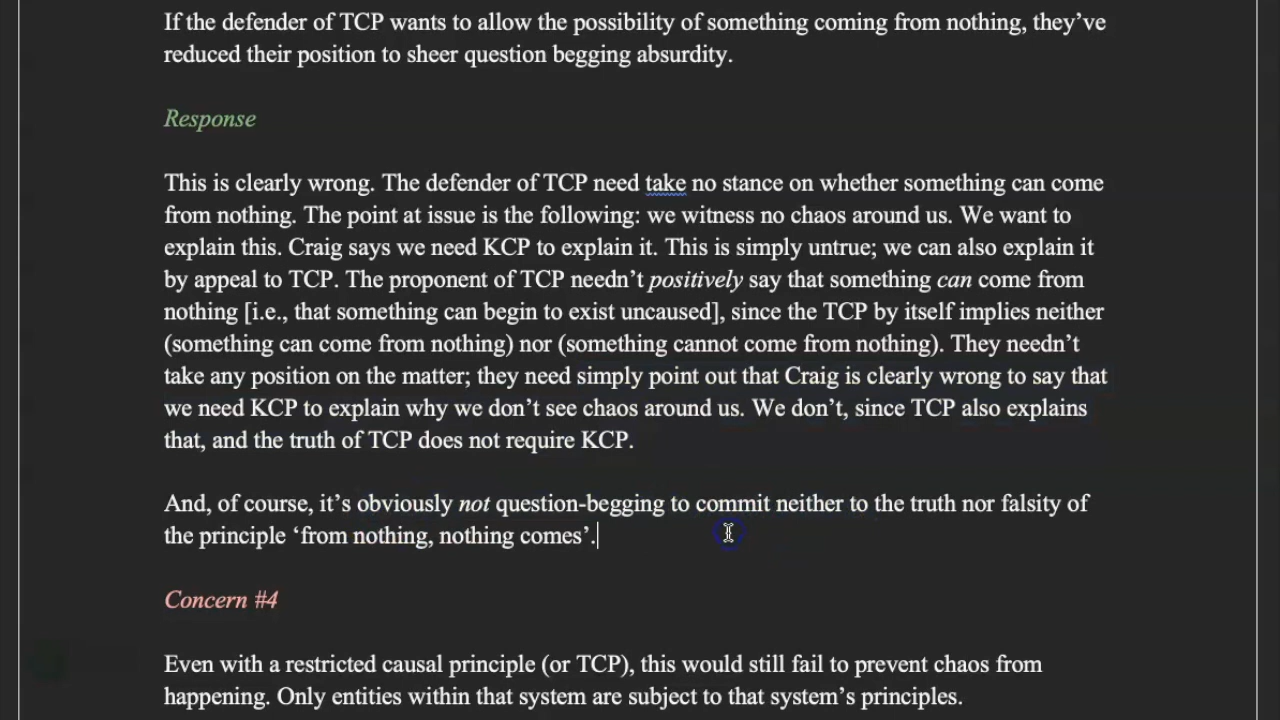 If the defender of TCP wants to allow the possibility of something coming from nothing, they’ve
reduced their position to sheer question begging absurdity.
Response
This is clearly wrong. The defender of TCP need take no stance on whether something can come
from nothing. The point at issue is the following: we witness no chaos around us. We want to
explain this. Craig says we need KCP to explain it. This is simply untrue; we can also explain it
by appeal to TCP. The proponent of TCP needn’t positively say that something can come from
nothing [i.e., that something can begin to exist uncaused], since the TCP by itself implies neither
(something can come from nothing) nor (something cannot come from nothing). They needn’t
take any position on the matter; they need simply point out that Craig is clearly wrong to say that
we need KCP to explain why we don’t see chaos around us. We don’t, since TCP also explains
that, and the truth of TCP does not require KCP.
And, of course, it’s obviously not question-begging to commit neither to the truth nor falsity of
the principle ‘from nothing, nothing comes’.
Concern #4
Even with a restricted causal principle (or TCP), this would still fail to prevent chaos from
happening. Only entities within that system are subject to that system’s principles.